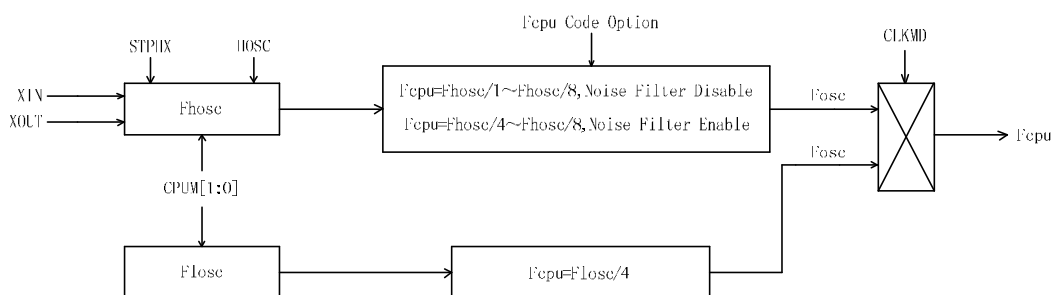 Fcpu Code Option
STPHX
HOSC
CLKMD
XIN
XOUT
Fhosc
Fcpu=Fhosc/1~Fhosc/8,Noise Filter Disable
Fcpu=Fhosc/4~Fhosc/8,Noise Filter Enable
Fosc
Fosc
Fcpu
CPUM[1:0]
Flosc
Fcpu=Flosc/4